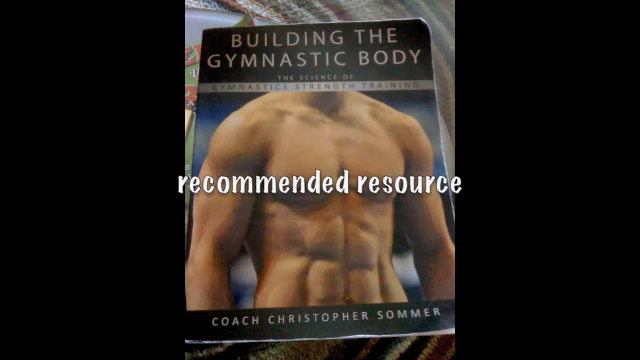 BUILDING THE
GYMNASTIC BODY
THE SCIENCE OF
GYMNASTICS STRENGTH TRAINING
recommended resource
COACH CHRISTOPHER SOMMER